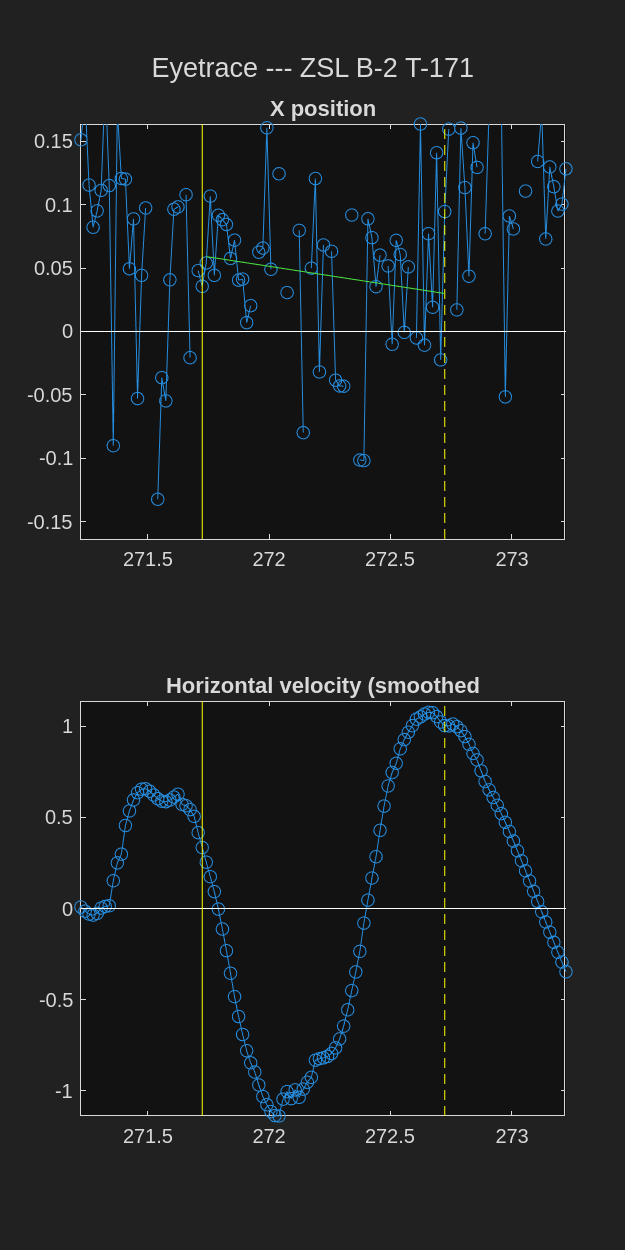 Eyetrace --- ZSL B-2 T-171
X position
0.15
0.1
0.05
0
-0.05
-0.1
-0.15
271.5 272 272.5 273
Horizontal velocity (smoothed
1
0.5
0
-0.5
-1
271.5 272 272.5 273